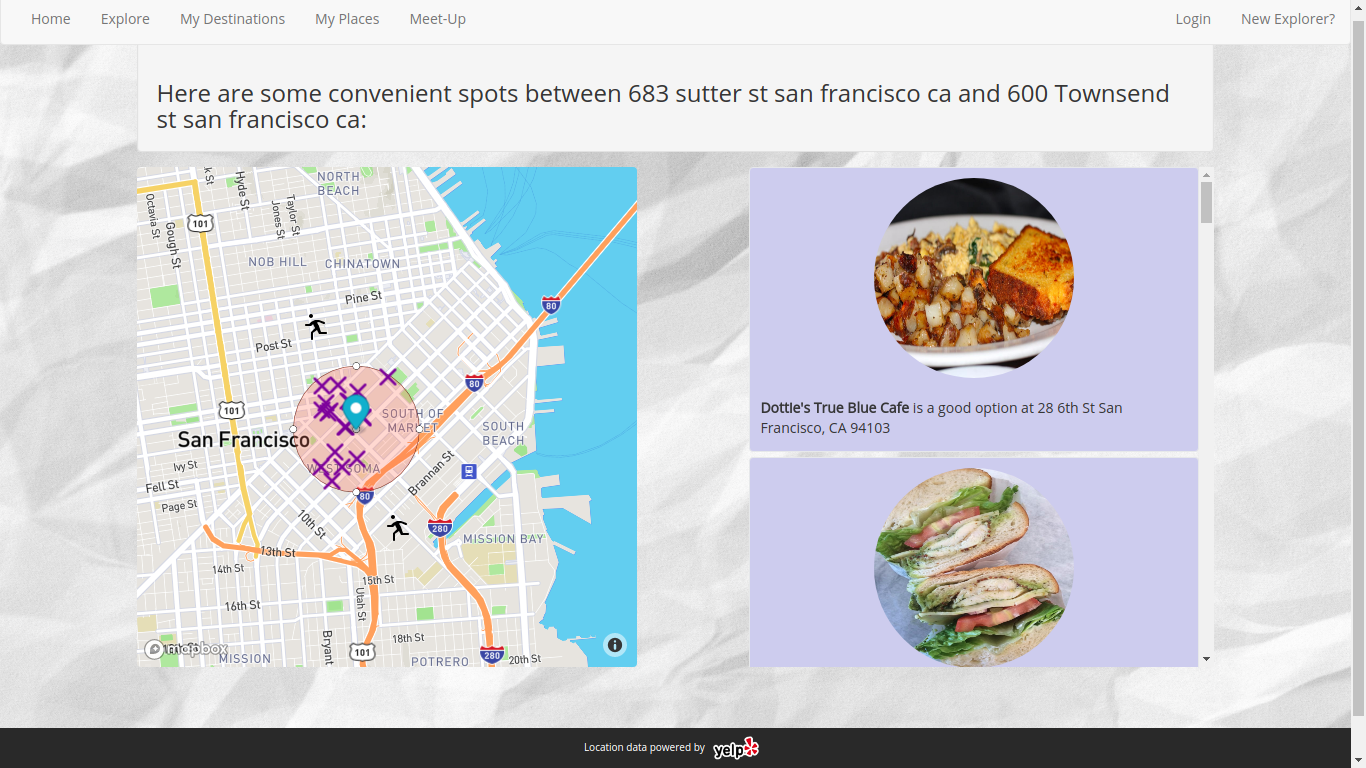 Home Explore My Destinations My Places Meet-Up Login New Explorer?
Here are some convenient spots between 683 sutter st san francisco ca and 600 Townsend
st san francisco ca:
NORTH
BEACH
Hyde St
Taylor St
Jones St
Octavia St
Gough St
101
NOB HILL
CHINATOWN
Pine St
80
Post St
80
101
SOUTH OF
MARKET
SOUTH
BEACH
San Francisco
WEST SOMA
Ivy St
Fell St
Page St
Brannan St
80
10th St
280
MISSION BAY
13th St
14th St
15th St
Utah St
16th St
18th St
Bryant
mapbox
MISSION
101
POTRERO
280
20th St
Dottie's True Blue Cafe is a good option at 28 6th St San
Francisco, CA 94103
Location data powered by yelp